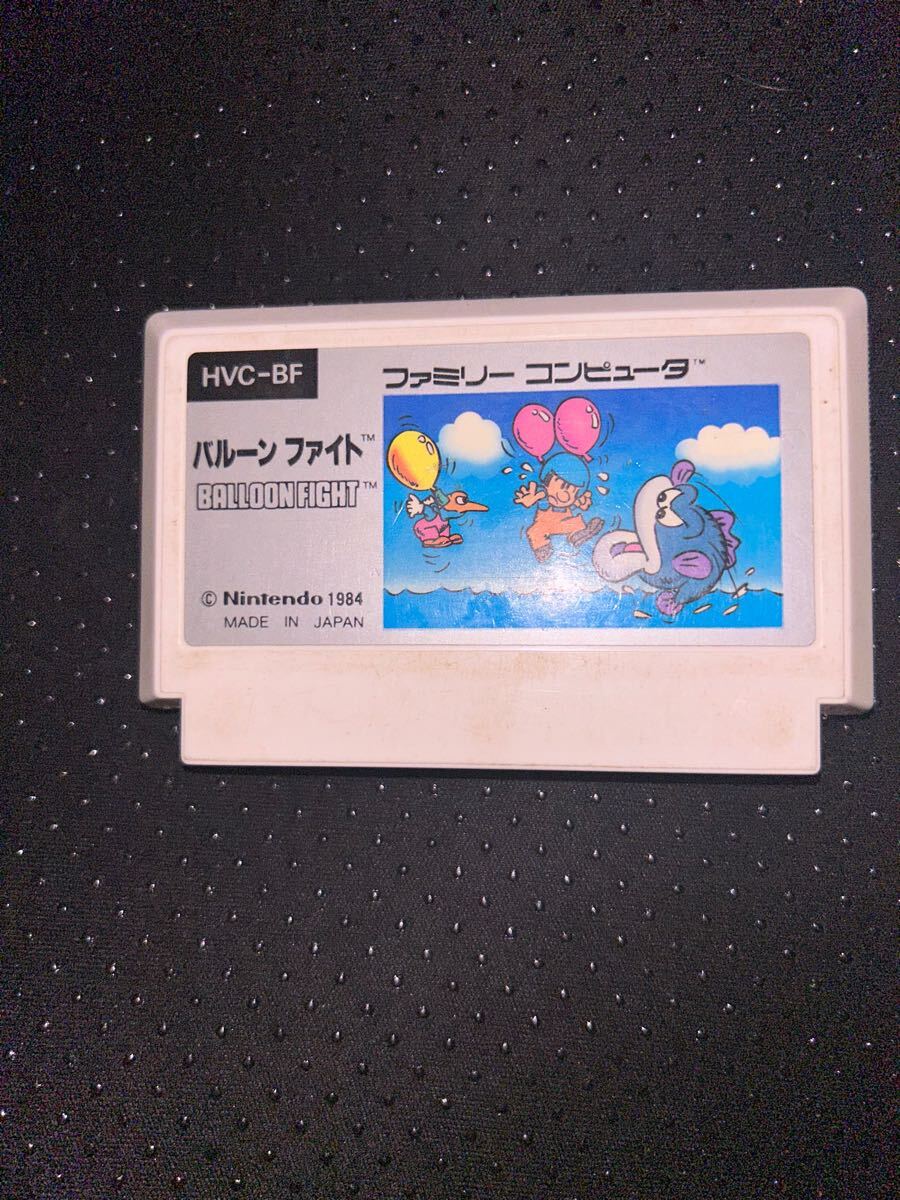 HVC-BF
ファミリー コンピュータ™
バルーン ファイト™
BALLOON FIGHT™
© Nintendo 1984
MADE IN JAPAN